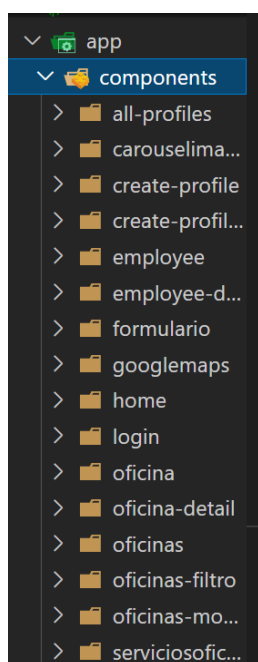 app
components
all-profiles
carouselima...
create-profile
create-profil...
employee
employee-d...
formulario
googlemaps
home
login
oficina
oficina-detail
oficinas
oficinas-filtro
oficinas-mo...
serviciosofic...